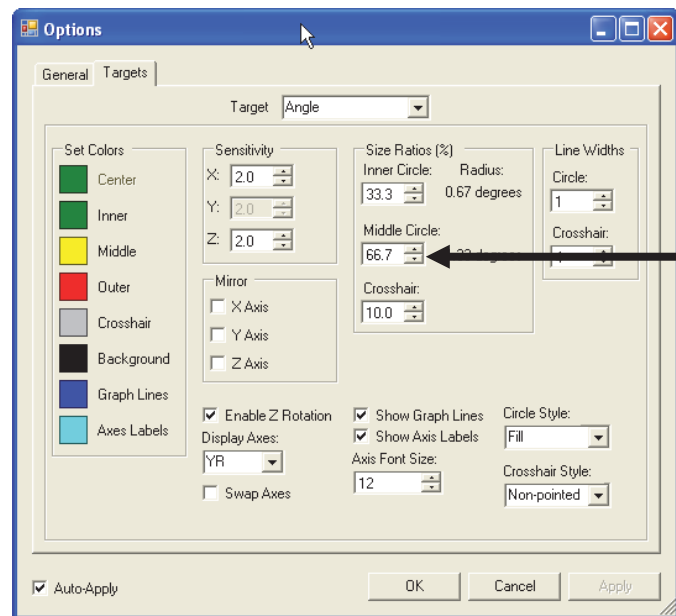 Options
General Targets
Target Angle
Set Colors
Center
Inner
Middle
Outer
Crosshair
Background
Graph Lines
Axes Labels
Sensitivity
X: 2.0
Y: 2.0
Z: 2.0
Mirror
X Axis
Y Axis
Z Axis
Size Ratios (%)
Inner Circle: Radius:
33.3 0.67 degrees
Middle Circle:
66.7
Crosshair:
10.0
Line Widths
Circle:
1
Crosshair:
Enable Z Rotation
Display Axes:
YR
Swap Axes
Show Graph Lines
Show Axis Labels
Axis Font Size:
12
Circle Style:
Fill
Crosshair Style:
Non-pointed
Auto-Apply
OK Cancel Apply